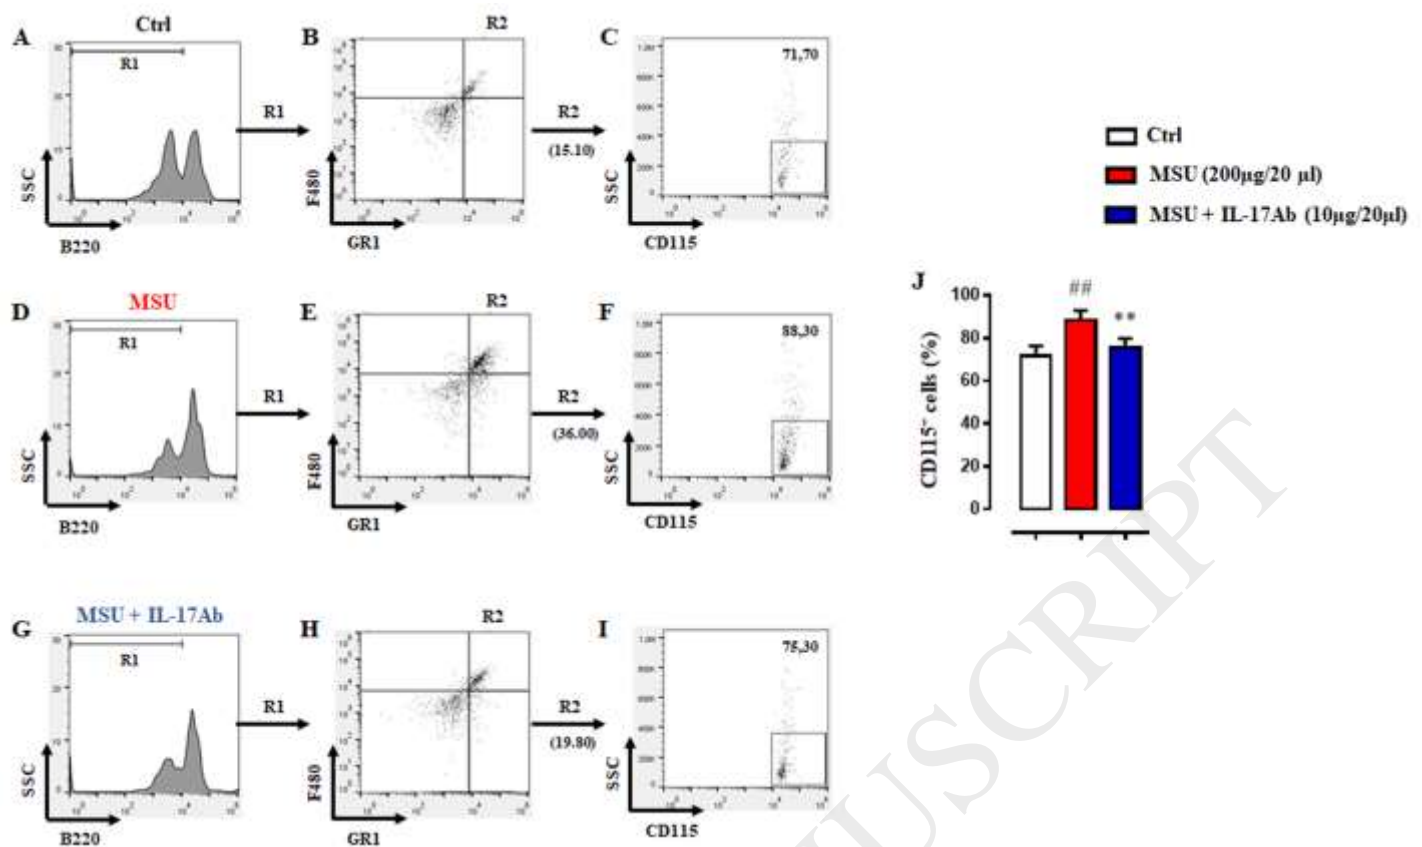 Ctrl
A
R1
SSC
B220
R1
B
R2
F480
GR1
R2
(15.10)
C
71,70
SSC
CD115
Ctrl
MSU (200μg/20 μl)
MSU + IL-17Ab (10μg/20μl)
MSU
D
R1
SSC
B220
R1
E
R2
F480
GR1
R2
(36.00)
F
88,30
SSC
CD115
J
CD115⁺ cells (%)
100
80
60
40
20
0
##
**
MSU + IL-17Ab
G
R1
SSC
B220
R1
H
R2
F480
GR1
R2
(19.80)
I
75,30
SSC
CD115
USCRIPT